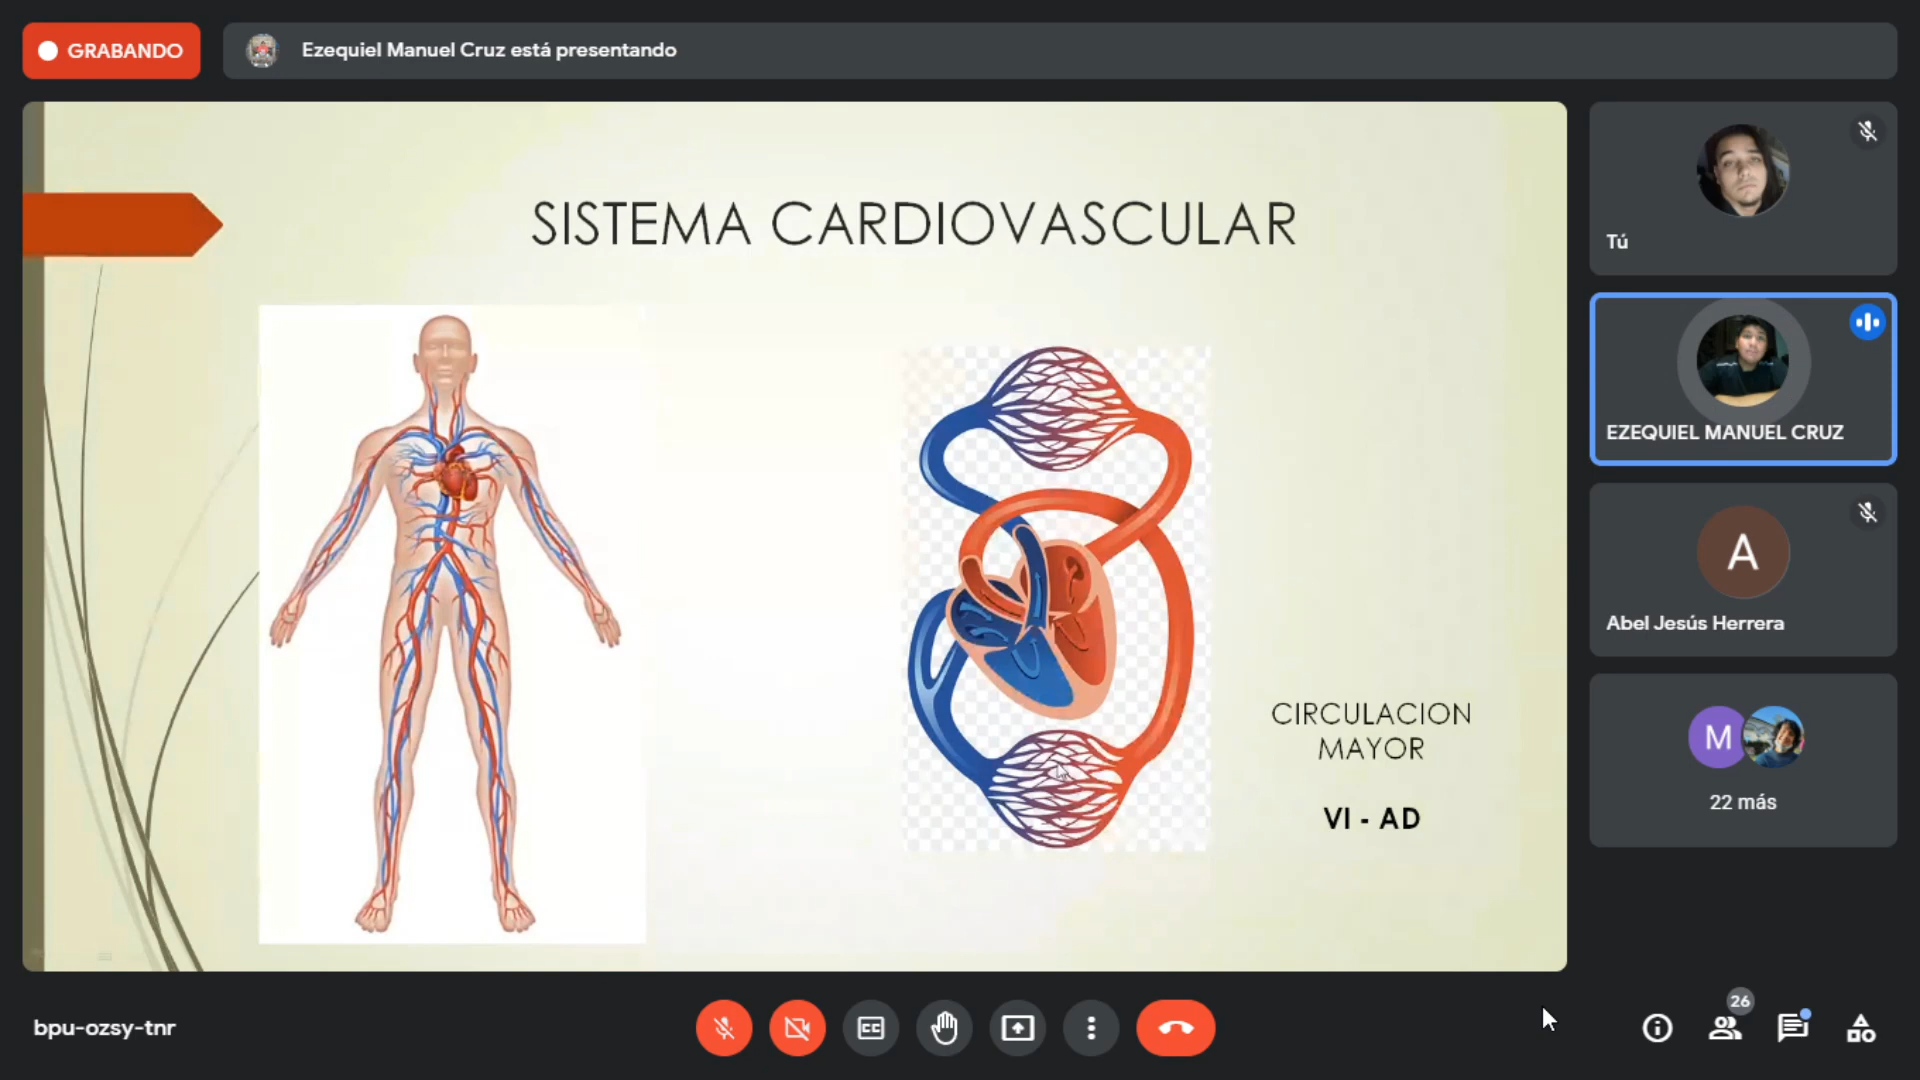 GRABANDO
Ezequiel Manuel Cruz está presentando
SISTEMA CARDIOVASCULAR
CIRCULACION
MAYOR
VI - AD
Tú
EZEQUIEL MANUEL CRUZ
A
Abel Jesús Herrera
M
22 más
bpu-ozsy-tnr
CC
26